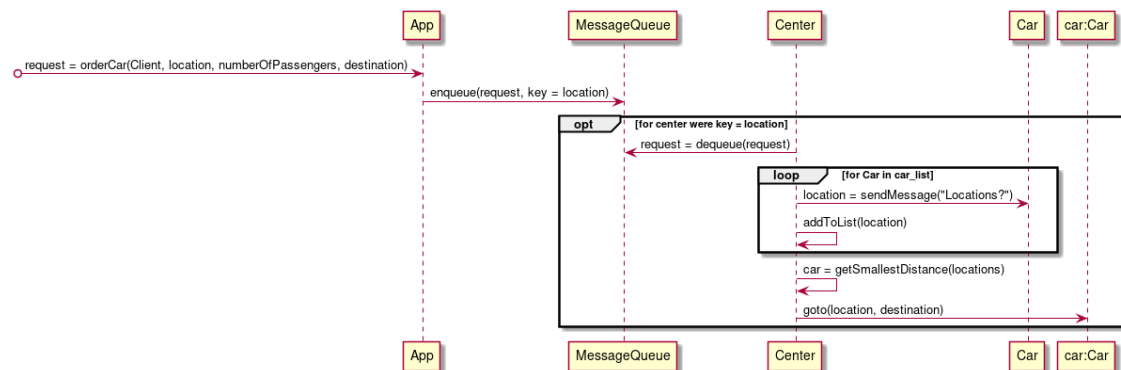 App MessageQueue Center Car car:Car
request = orderCar(Client, location, numberOfPassengers, destination)
enqueue(request, key = location)
opt [for center were key = location]
request = dequeue(request)
loop [for Car in car_list]
location = sendMessage("Locations?")
addToList(location)
car = getSmallestDistance(locations)
goto(location, destination)
App MessageQueue Center Car car:Car